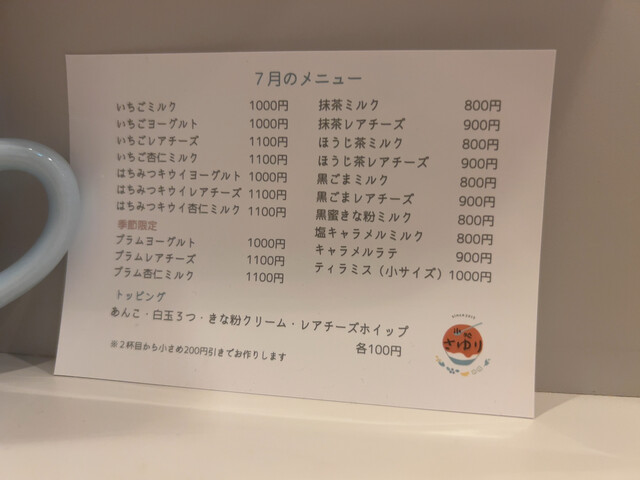 7月のメニュー
いちごミルク 1000円
いちごヨーグルト 1000円
いちごレアチーズ 1100円
いちご杏仁ミルク 1100円
はちみつキウイヨーグルト 1000円
はちみつキウイレアチーズ 1100円
はちみつキウイ杏仁ミルク 1100円
季節限定
プラムヨーグルト 1000円
プラムレアチーズ 1100円
プラム杏仁ミルク 1100円
抹茶ミルク 800円
抹茶レアチーズ 900円
ほうじ茶ミルク 800円
ほうじ茶レアチーズ 900円
黒ごまミルク 800円
黒ごまレアチーズ 900円
黒蜜きな粉ミルク 800円
塩キャラメルミルク 800円
キャラメルラテ 900円
ティラミス（小サイズ）1000円
トッピング
あんこ・白玉3つ・きな粉クリーム・レアチーズホイップ
各100円
※2杯目から小さめ200円引きでお作りします
さゆり